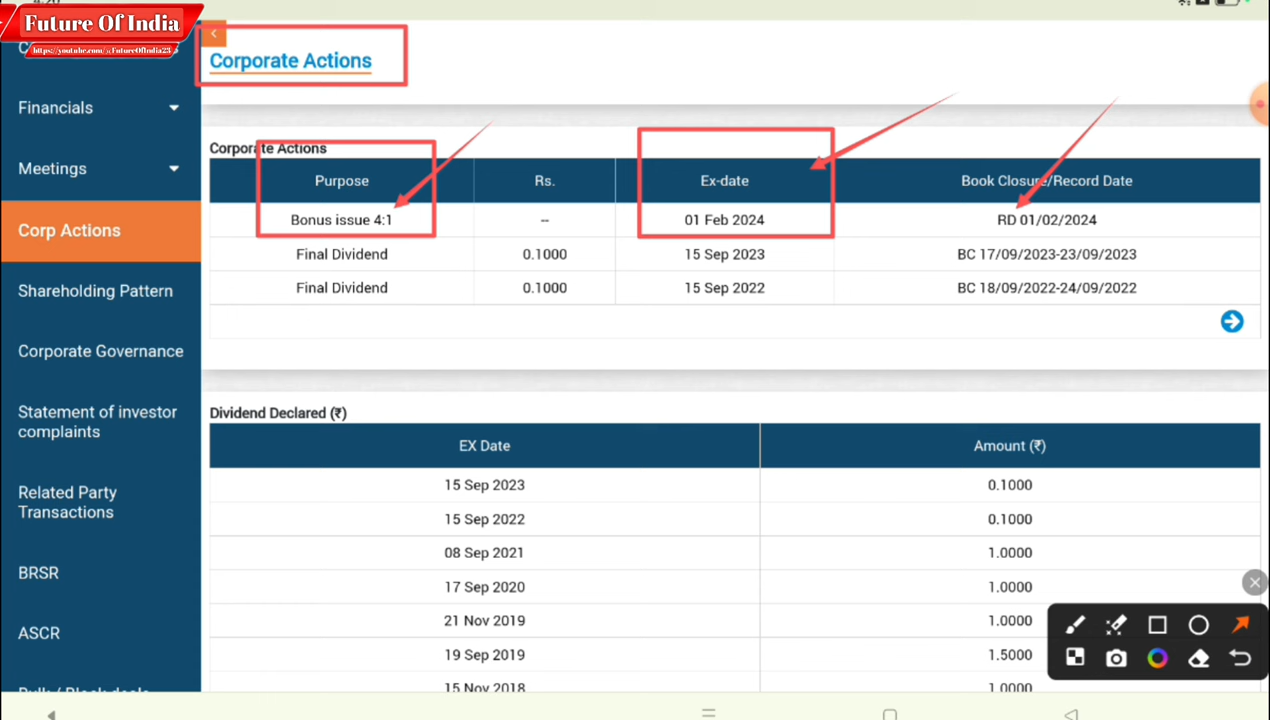 4:20
Future Of India
https://youtube.com/@FutureOfIndia23
Corporate Actions
Financials
Meetings
Corp Actions
Shareholding Pattern
Corporate Governance
Statement of investor
complaints
Related Party
Transactions
BRSR
ASCR
Corporate Actions
Purpose Rs. Ex-date Book Closure/Record Date
Bonus issue 4:1 -- 01 Feb 2024 RD 01/02/2024
Final Dividend 0.1000 15 Sep 2023 BC 17/09/2023-23/09/2023
Final Dividend 0.1000 15 Sep 2022 BC 18/09/2022-24/09/2022
Dividend Declared (₹)
EX Date Amount (₹)
15 Sep 2023 0.1000
15 Sep 2022 0.1000
08 Sep 2021 1.0000
17 Sep 2020 1.0000
21 Nov 2019 1.0000
19 Sep 2019 1.5000
15 Nov 2018 1.0000